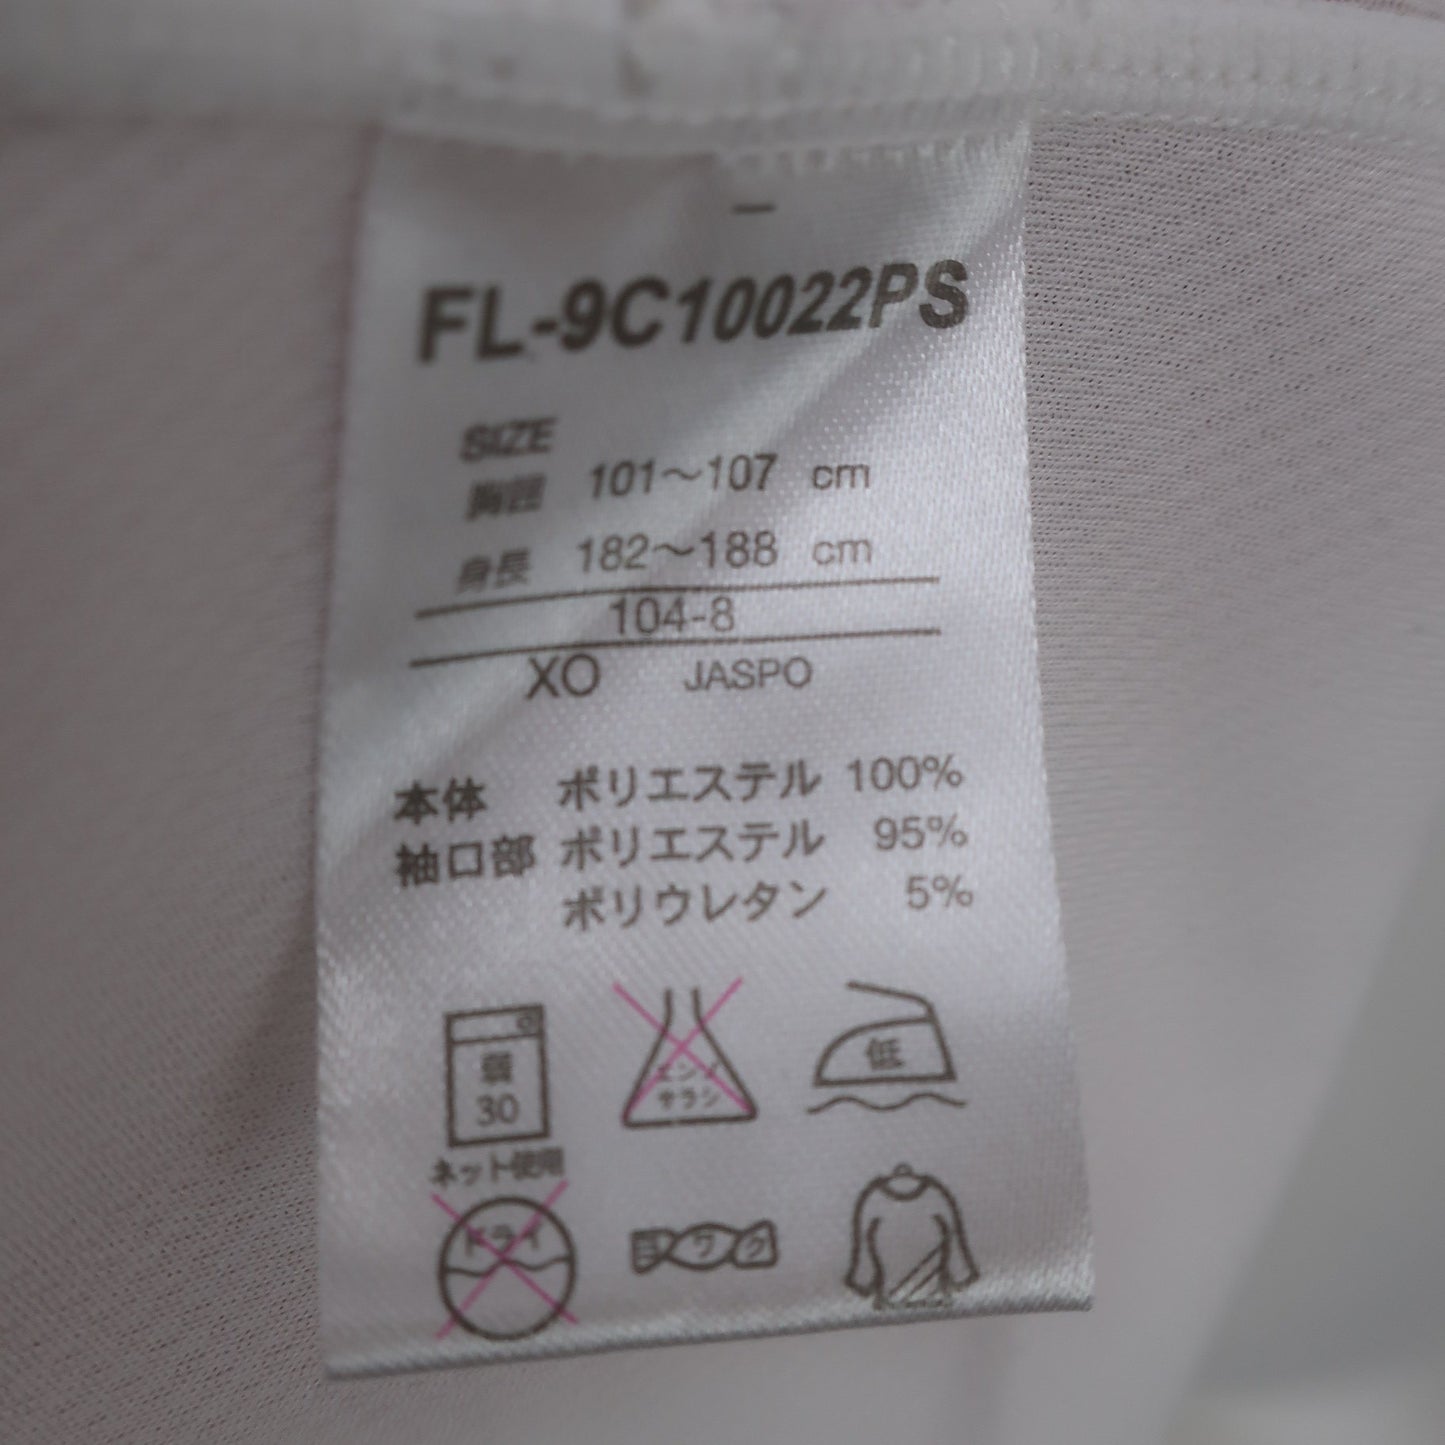 FL-9C10022PS
SIZE
胸囲 101～107 cm
身長 182～188 cm
104-8
XO JASPO
本体 ポリエステル 100%
袖口部 ポリエステル 95%
ポリウレタン 5%
弱
30
ネット使用
エンソ
サラシ
低
ドライ
ヨワク